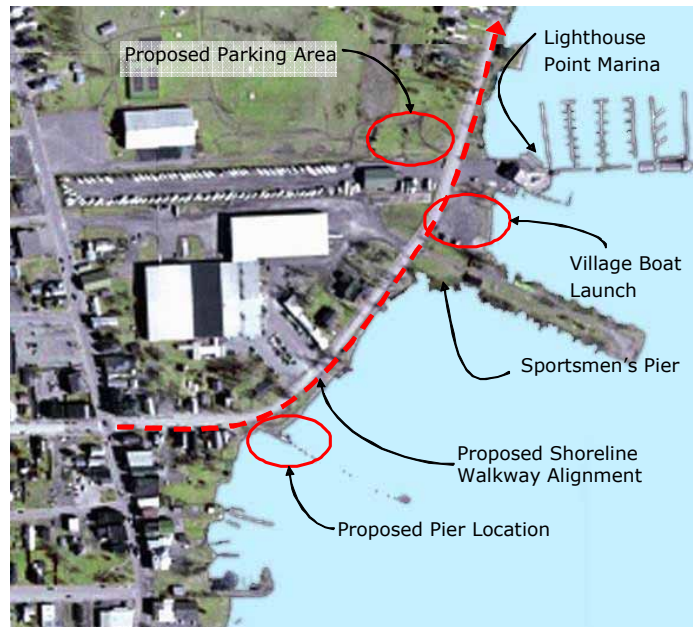 Proposed Parking Area
Lighthouse
Point Marina
Village Boat
Launch
Sportsmen's Pier
Proposed Shoreline
Walkway Alignment
Proposed Pier Location